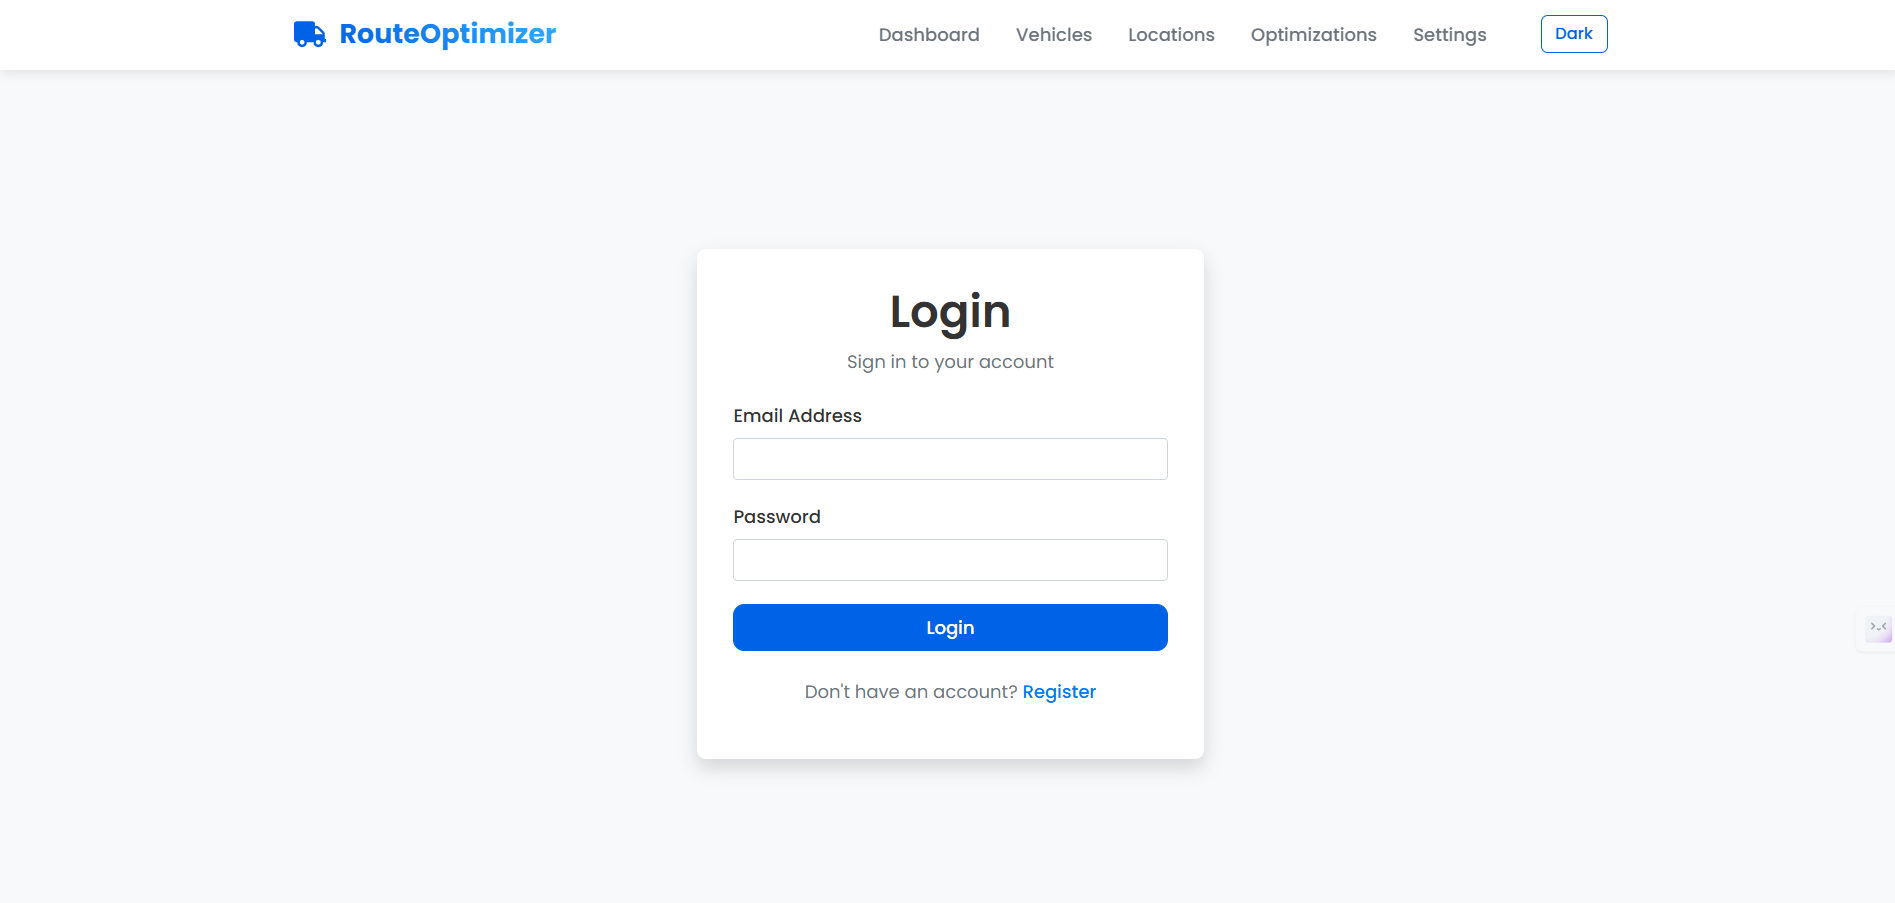 RouteOptimizer
Dashboard Vehicles Locations Optimizations Settings Dark
Login
Sign in to your account
Email Address
Password
Login
Don't have an account? Register